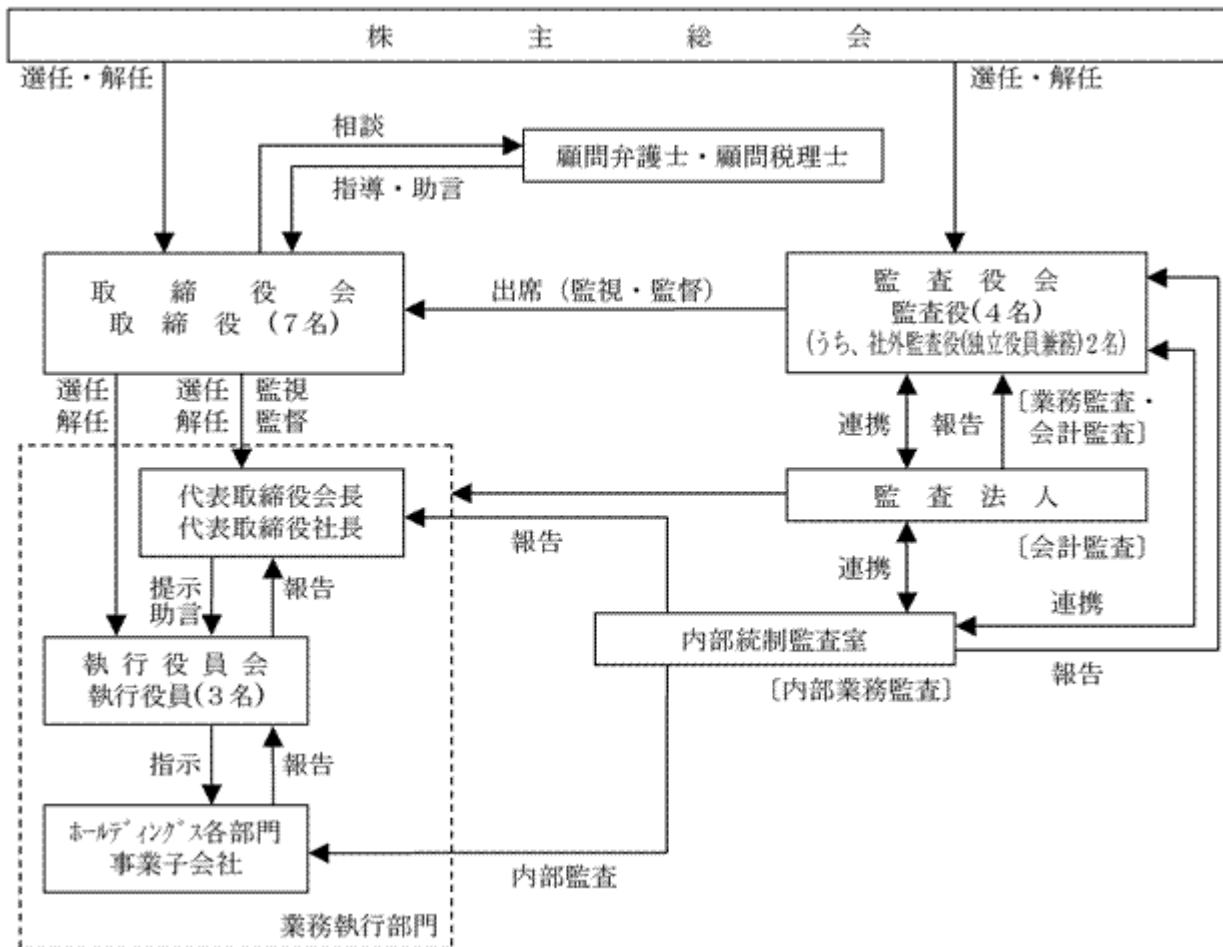 株主総会
選任・解任
選任・解任
相談
顧問弁護士・顧問税理士
指導・助言
取締役会
取締役(7名)
出席(監視・監督)
監査役会
監査役(4名)
(うち、社外監査役(独立役員兼務)2名)
選任
解任
選任
解任
監視
監督
連携
報告
〔業務監査・
会計監査〕
代表取締役会長
代表取締役社長
監査法人
報告
〔会計監査〕
提示
助言
報告
連携
連携
内部統制監査室
執行役員会
執行役員(3名)
〔内部業務監査〕
報告
指示
報告
ホールディングス各部門
事業子会社
内部監査
業務執行部門